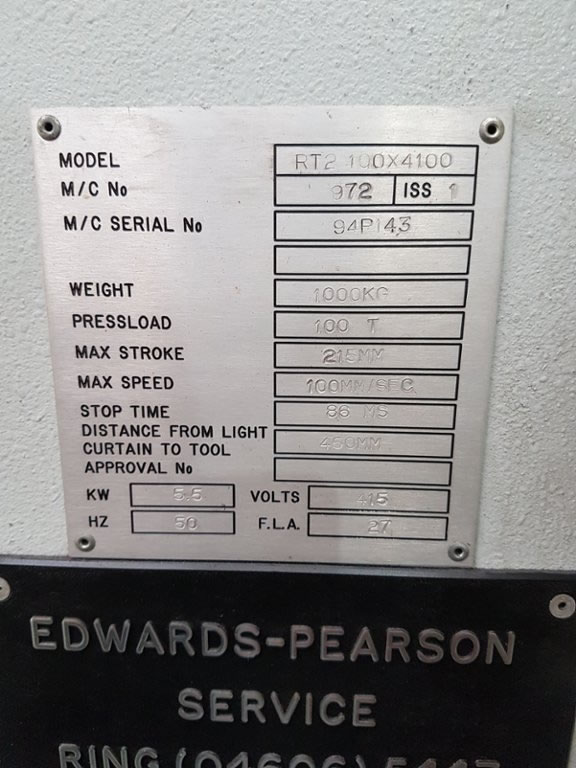 MODEL RT2 100X4100
M/C No 972 ISS 1
M/C SERIAL No 94P143
WEIGHT 1000KG
PRESSLOAD 100 T
MAX STROKE 215MM
MAX SPEED 100MM/SEC
STOP TIME 86 MS
DISTANCE FROM LIGHT
CURTAIN TO TOOL 450MM
APPROVAL No
KW 5.5 VOLTS 415
HZ 50 F.L.A. 27
EDWARDS-PEARSON
SERVICE
RING